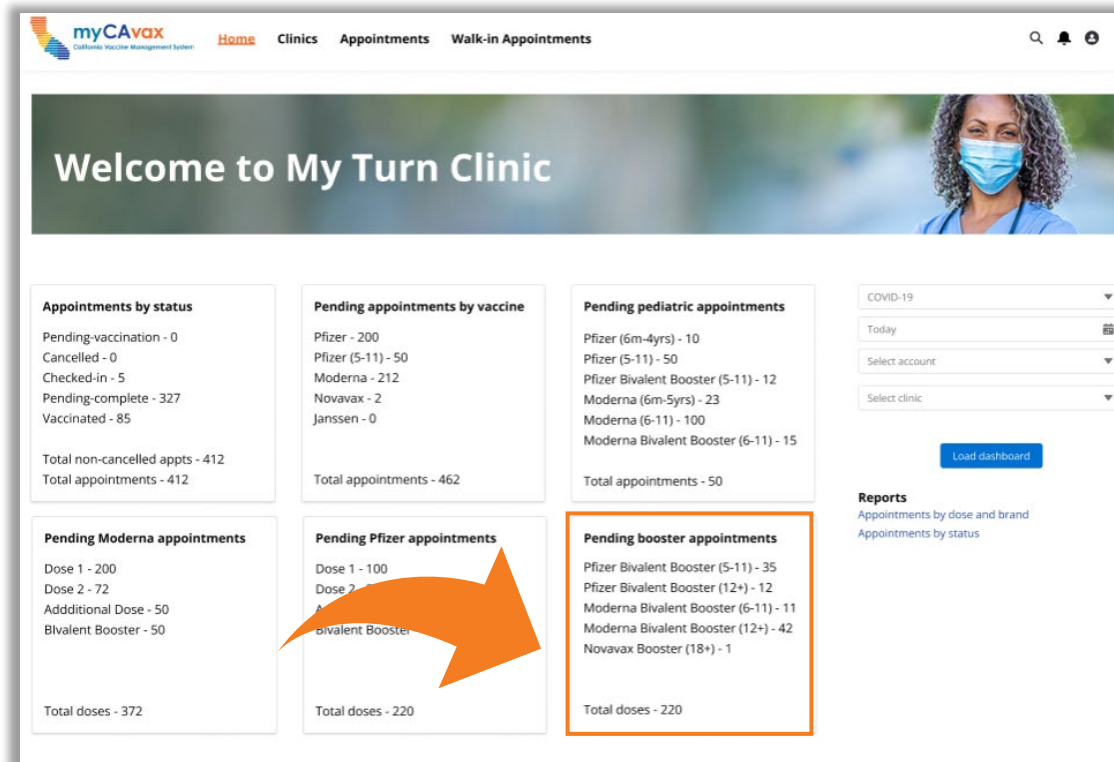 myCAvax
California Vaccine Management System
Home Clinics Appointments Walk-in Appointments
Welcome to My Turn Clinic
Appointments by status
Pending-vaccination - 0
Cancelled - 0
Checked-in - 5
Pending-complete - 327
Vaccinated - 85
Total non-cancelled appts - 412
Total appointments - 412
Pending appointments by vaccine
Pfizer - 200
Pfizer (5-11) - 50
Moderna - 212
Novavax - 2
Janssen - 0
Total appointments - 462
Pending pediatric appointments
Pfizer (6m-4yrs) - 10
Pfizer (5-11) - 50
Pfizer Bivalent Booster (5-11) - 12
Moderna (6m-5yrs) - 23
Moderna (6-11) - 100
Moderna Bivalent Booster (6-11) - 15
Total appointments - 50
COVID-19
Today
Select account
Select clinic
Load dashboard
Reports
Appointments by dose and brand
Appointments by status
Pending Moderna appointments
Dose 1 - 200
Dose 2 - 72
Addditional Dose - 50
BIvalent Booster - 50
Total doses - 372
Pending Pfizer appointments
Dose 1 - 100
Dose 2 -
BIvalent Booster
Total doses - 220
Pending booster appointments
Pfizer Bivalent Booster (5-11) - 35
Pfizer Bivalent Booster (12+) - 12
Moderna Bivalent Booster (6-11) - 11
Moderna Bivalent Booster (12+) - 42
Novavax Booster (18+) - 1
Total doses - 220